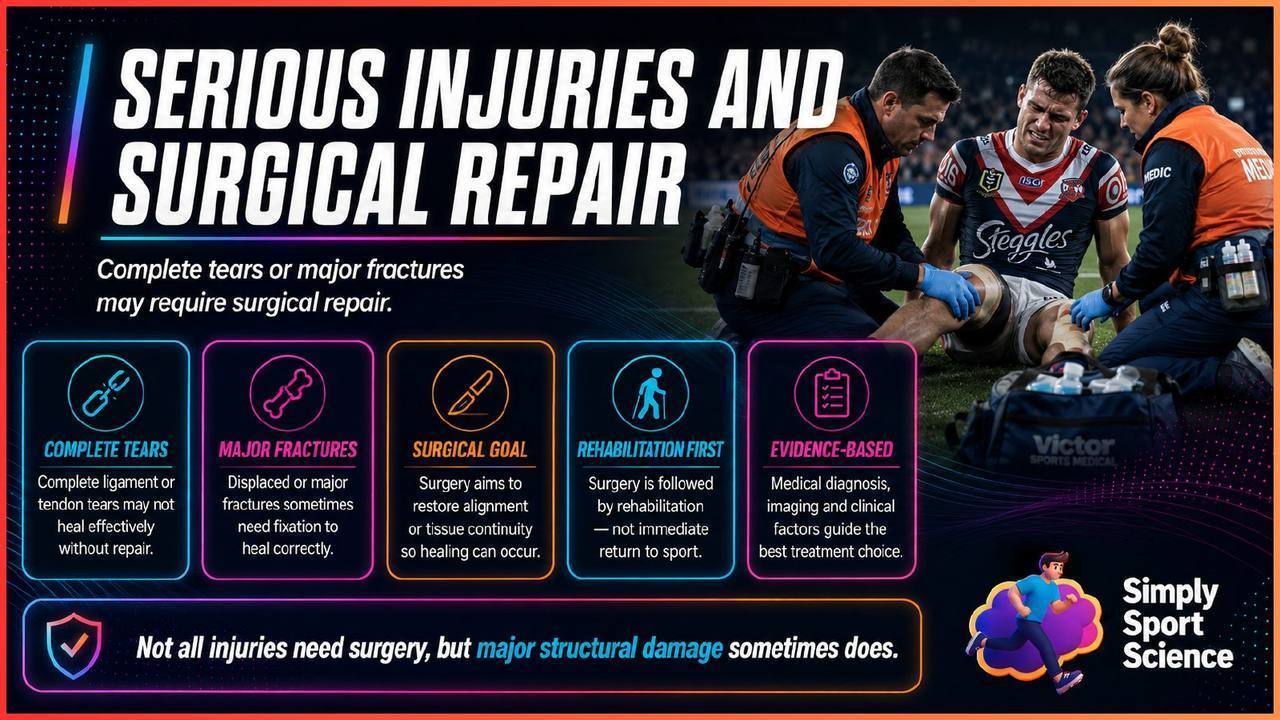 SERIOUS INJURIES AND
SURGICAL REPAIR
Complete tears or major fractures
may require surgical repair.
COMPLETE TEARS
Complete ligament or
tendon tears may not
heal effectively
without repair.
MAJOR FRACTURES
Displaced or major
fractures sometimes
need fixation to
heal correctly.
SURGICAL GOAL
Surgery aims to
restore alignment
or tissue continuity
so healing can occur.
REHABILITATION FIRST
Surgery is followed
by rehabilitation
— not immediate
return to sport.
EVIDENCE-BASED
Medical diagnosis,
imaging and clinical
factors guide the
best treatment choice.
Not all injuries need surgery, but major structural damage sometimes does.
Steggles
MEDIC
Victor
SPORTS MEDICAL
Simply
Sport
Science